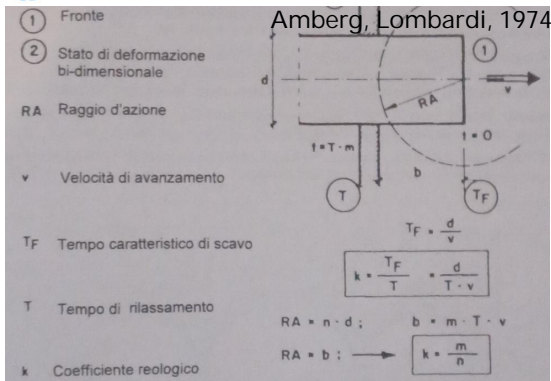 Amberg, Lombardi, 1974
1 Fronte
2 Stato di deformazione
bi-dimensionale
RA Raggio d'azione
v Velocità di avanzamento
TF Tempo caratteristico di scavo
T Tempo di rilassamento
k Coefficiente reologico
d
RA
1
v
t = T · m
t = 0
b
T
TF
TF = d/v
k = TF/T = d/T · v
RA = n · d ; b = m · T · v
RA = b : → k = m/n